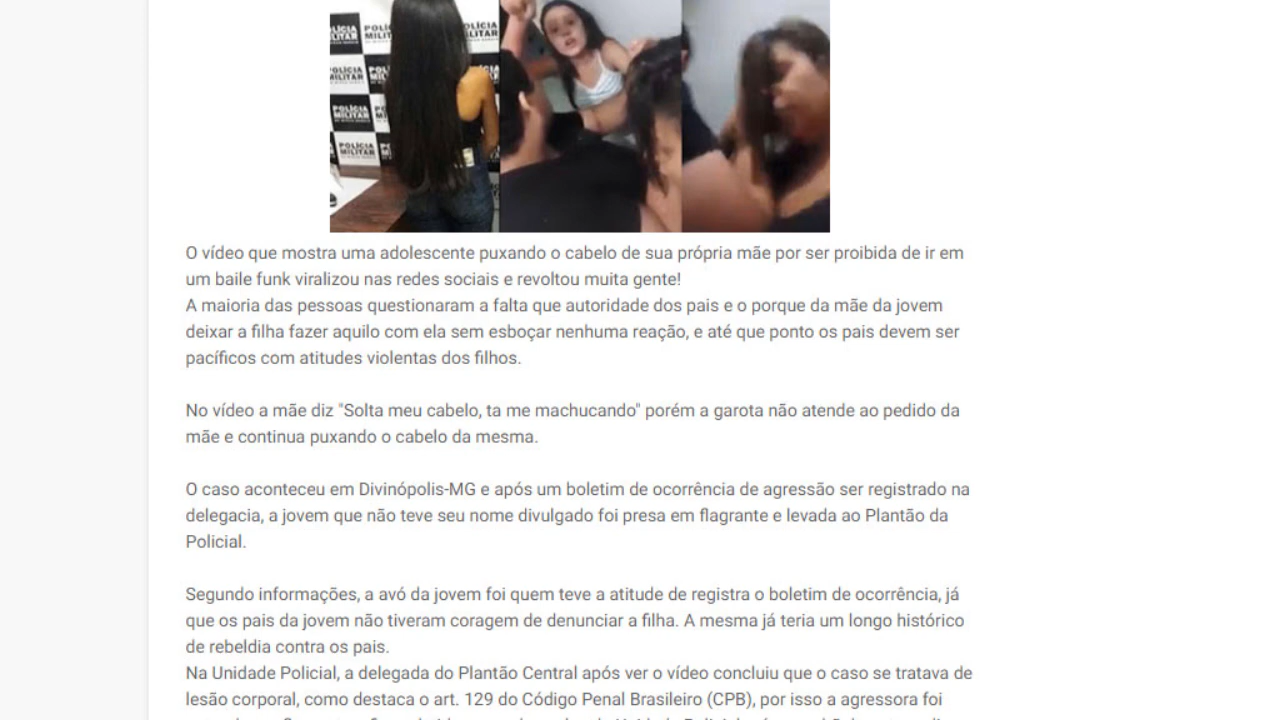 POLÍCIA MILITAR
POLÍCIA MILITAR
POLÍCIA MILITAR
O vídeo que mostra uma adolescente puxando o cabelo de sua própria mãe por ser proibida de ir em
um baile funk viralizou nas redes sociais e revoltou muita gente!
A maioria das pessoas questionaram a falta que autoridade dos pais e o porque da mãe da jovem
deixar a filha fazer aquilo com ela sem esboçar nenhuma reação, e até que ponto os pais devem ser
pacíficos com atitudes violentas dos filhos.
No vídeo a mãe diz "Solta meu cabelo, ta me machucando" porém a garota não atende ao pedido da
mãe e continua puxando o cabelo da mesma.
O caso aconteceu em Divinópolis-MG e após um boletim de ocorrência de agressão ser registrado na
delegacia, a jovem que não teve seu nome divulgado foi presa em flagrante e levada ao Plantão da
Policial.
Segundo informações, a avó da jovem foi quem teve a atitude de registra o boletim de ocorrência, já
que os pais da jovem não tiveram coragem de denunciar a filha. A mesma já teria um longo histórico
de rebeldia contra os pais.
Na Unidade Policial, a delegada do Plantão Central após ver o vídeo concluiu que o caso se tratava de
lesão corporal, como destaca o art. 129 do Código Penal Brasileiro (CPB), por isso a agressora foi